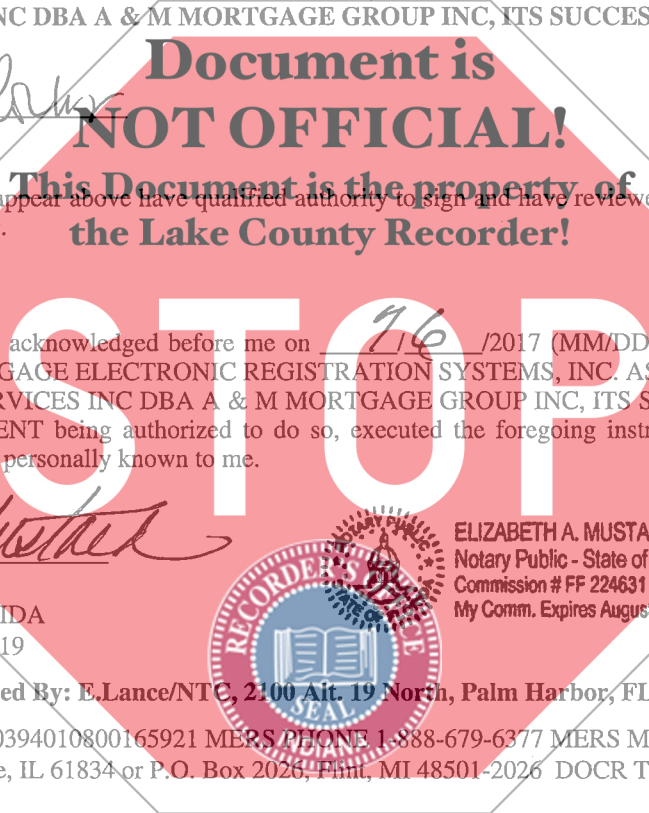 NC DBA A & M MORTGAGE GROUP INC, ITS SUCCES
Document is
NOT OFFICIAL!
This Document is the property of
appear above have qualified authority to sign and have reviewe
the Lake County Recorder!
STOP
acknowledged before me on 7/6/2017 (MM/DD
GAGE ELECTRONIC REGISTRATION SYSTEMS, INC. AS
RVICES INC DBA A & M MORTGAGE GROUP INC, ITS S
ENT being authorized to do so, executed the foregoing instr
personally known to me.
ELIZABETH A. MUSTA
Notary Public - State of
Commission # FF 224631
My Comm. Expires August
NOTARY PUBLIC
STATE OF
RECORDER'S OFFICE
SEAL
INDIANA
IDA
19
ed By: E.Lance/NTC, 2100 Alt. 19 North, Palm Harbor, FL
0394010800165921 MERS PHONE 1-888-679-6377 MERS M
e, IL 61834 or P.O. Box 2026, Flint, MI 48501-2026 DOCR T